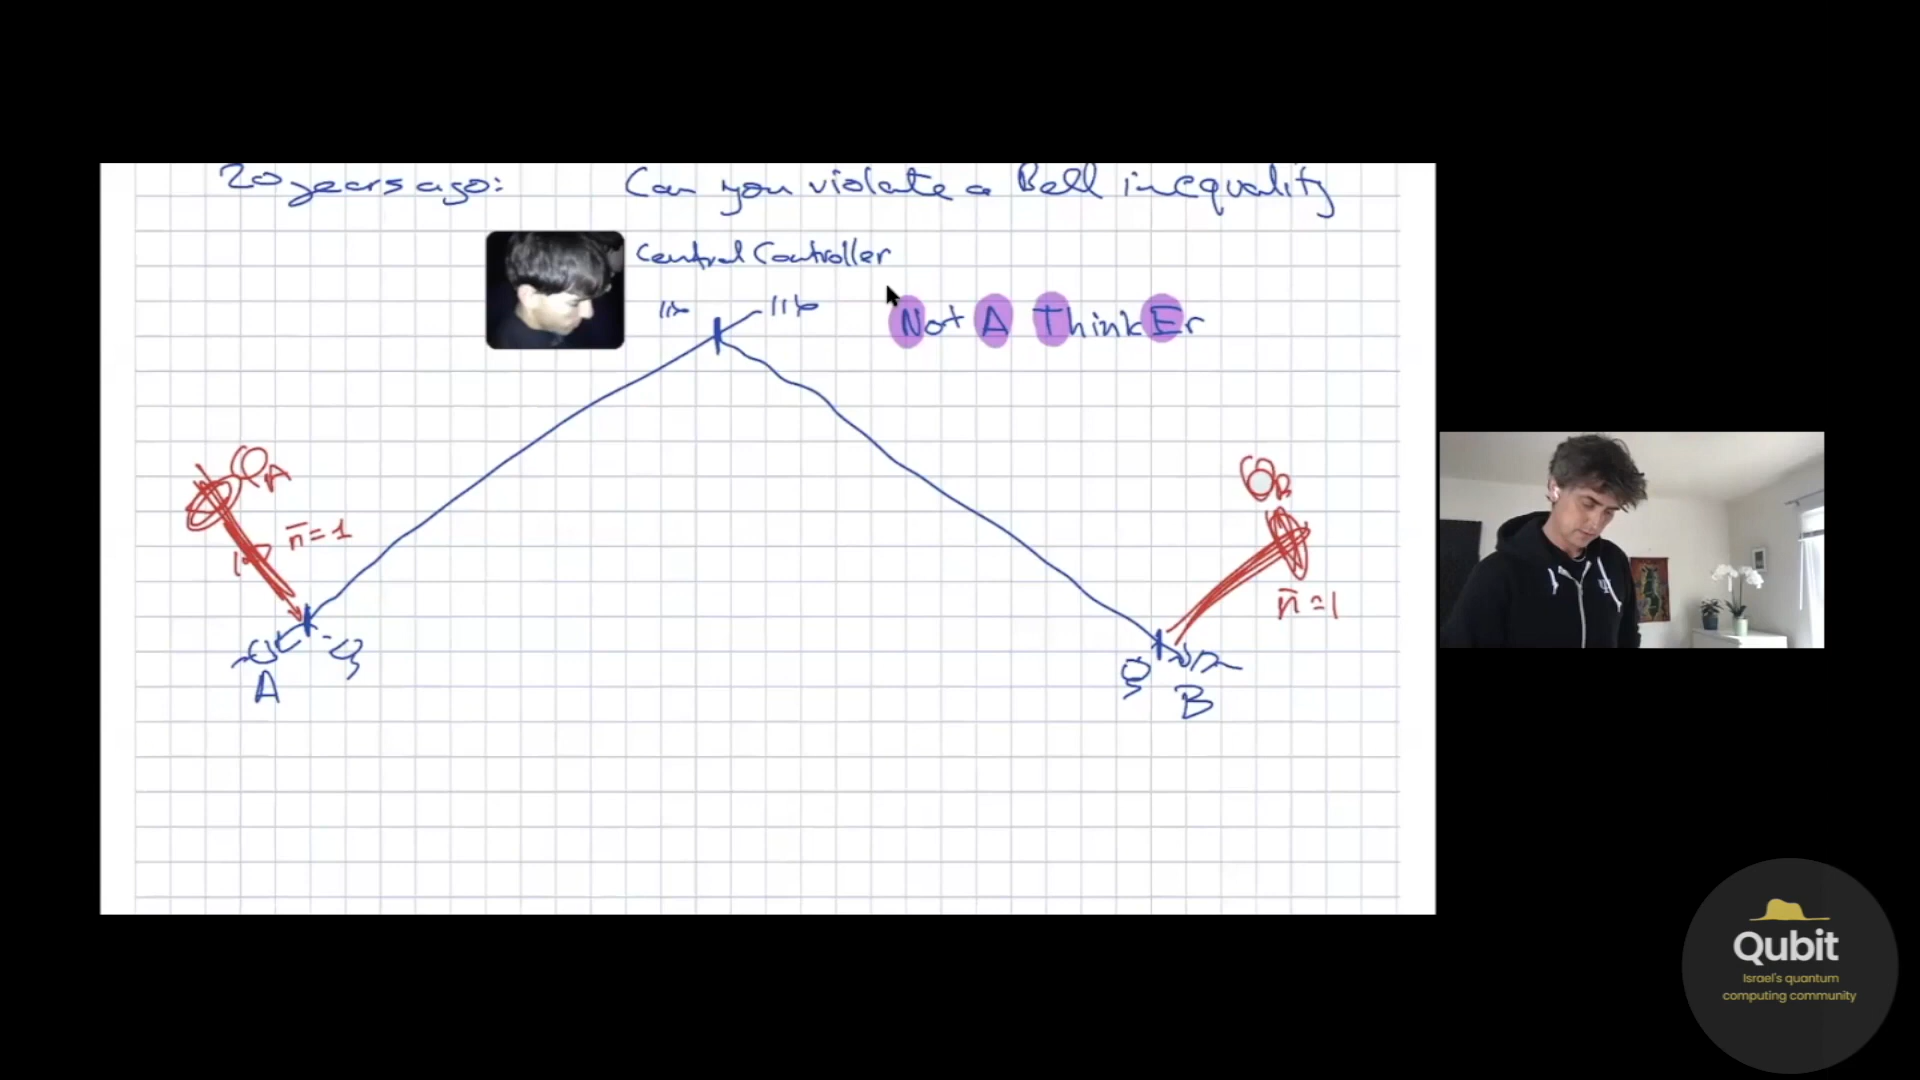 20 years ago: Can you violate a Bell inequality
Central Controller
Not A ThinkEr
n̄=1
n̄=1
A
B
Qubit
Israel's quantum
computing community